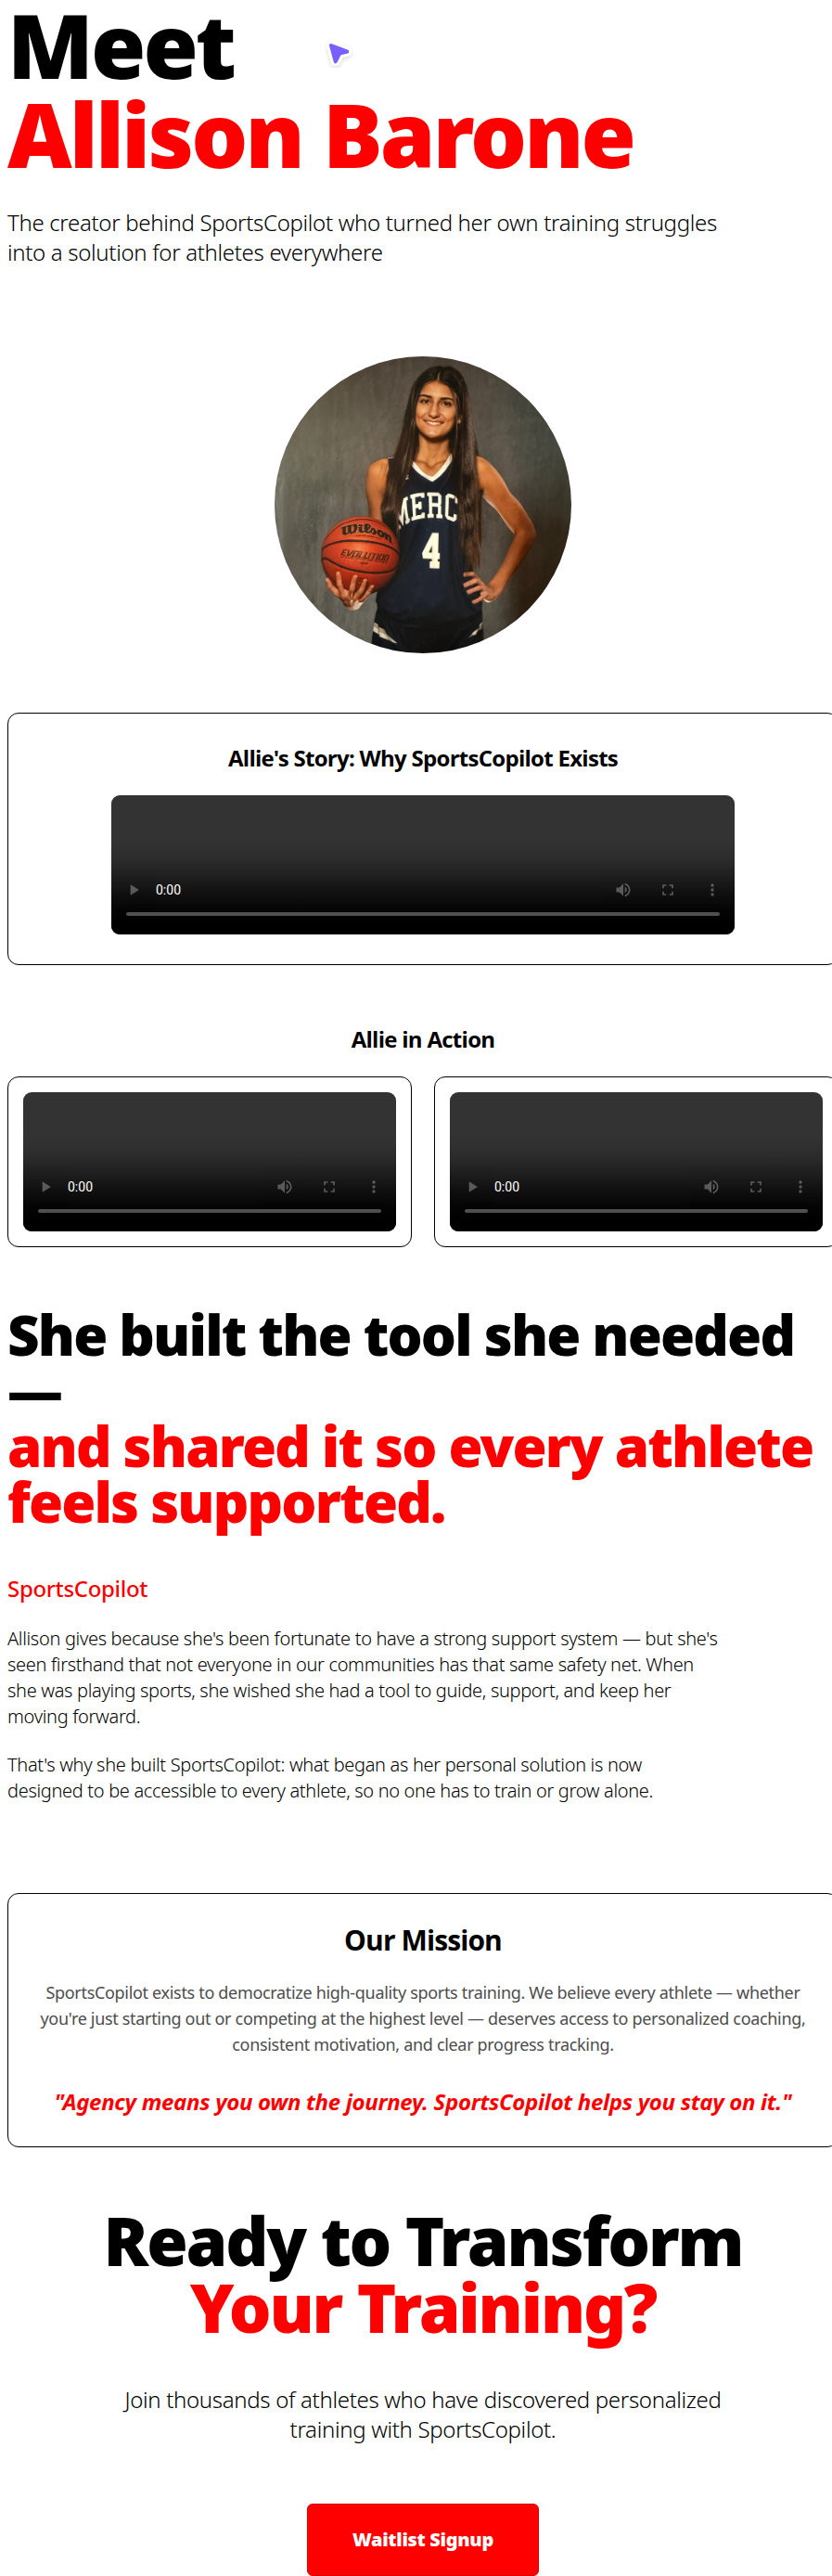 Meet
Allison Barone
The creator behind SportsCopilot who turned her own training struggles
into a solution for athletes everywhere
MERC
4
Wilson
EVOLUTION
Allie's Story: Why SportsCopilot Exists
0:00
Allie in Action
0:00
0:00
She built the tool she needed
—
and shared it so every athlete
feels supported.
SportsCopilot
Allison gives because she's been fortunate to have a strong support system — but she's
seen firsthand that not everyone in our communities has that same safety net. When
she was playing sports, she wished she had a tool to guide, support, and keep her
moving forward.
That's why she built SportsCopilot: what began as her personal solution is now
designed to be accessible to every athlete, so no one has to train or grow alone.
Our Mission
SportsCopilot exists to democratize high-quality sports training. We believe every athlete — whether
you're just starting out or competing at the highest level — deserves access to personalized coaching,
consistent motivation, and clear progress tracking.
"Agency means you own the journey. SportsCopilot helps you stay on it."
Ready to Transform
Your Training?
Join thousands of athletes who have discovered personalized
training with SportsCopilot.
Waitlist Signup